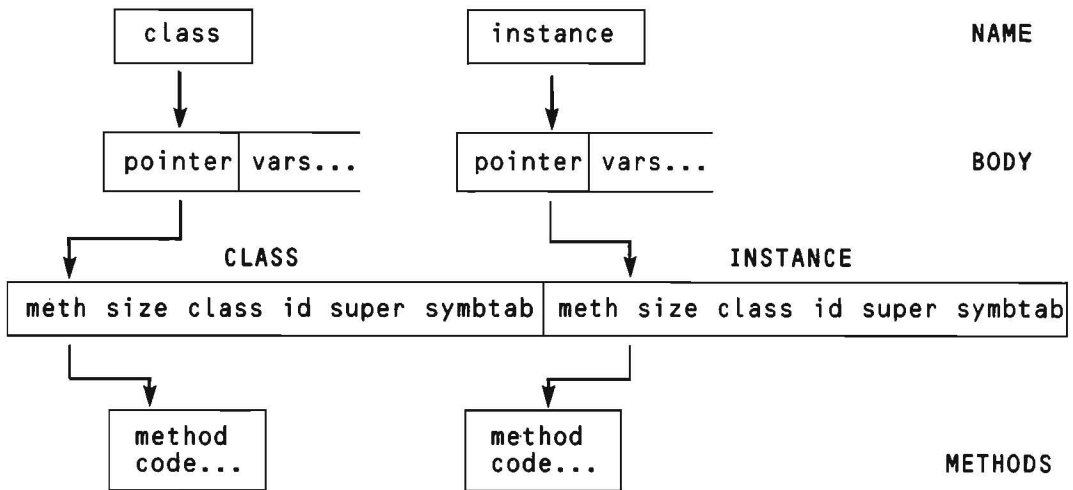 class instance NAME
pointer vars... pointer vars... BODY
CLASS INSTANCE
meth size class id super symbtab meth size class id super symbtab
method method
code... code...
METHODS